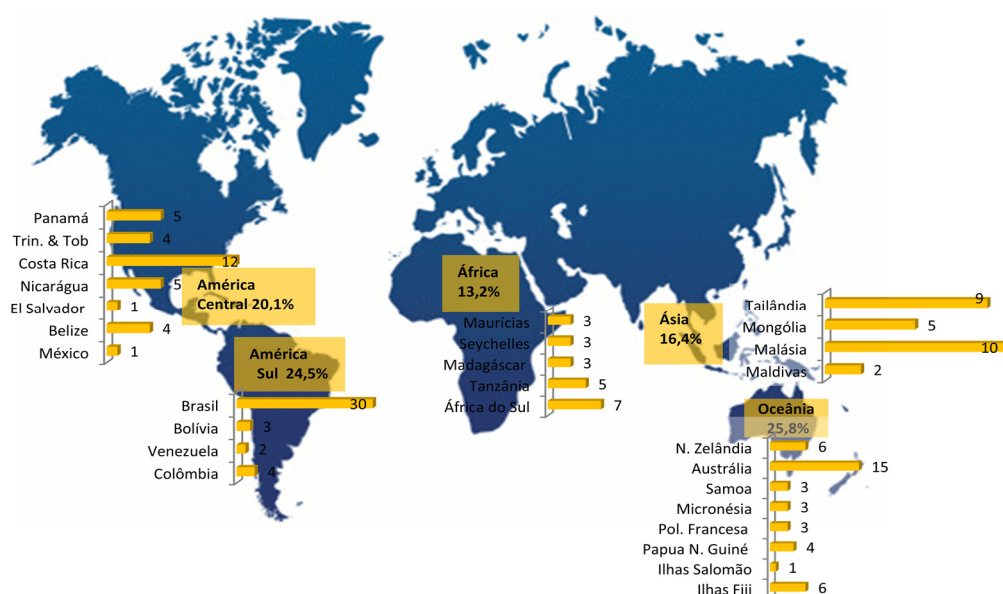 Panamá 5
Trin. & Tob 4
Costa Rica 12
Nicarágua 5
El Salvador 1
Belize 4
México 1
América
Central 20,1%
América
Sul 24,5%
Brasil 30
Bolívia 3
Venezuela 2
Colômbia 4
África
13,2%
Maurícias 3
Seychelles 3
Madagáscar 3
Tanzânia 5
África do Sul 7
Ásia
16,4%
Tailândia 9
Mongólia 5
Malásia 10
Maldivas 2
Oceânia
25,8%
N. Zelândia 6
Austrália 15
Samoa 3
Micronésia 3
Pol. Francesa 3
Papua N. Guiné 4
Ilhas Salomão 1
Ilhas Fiji 6